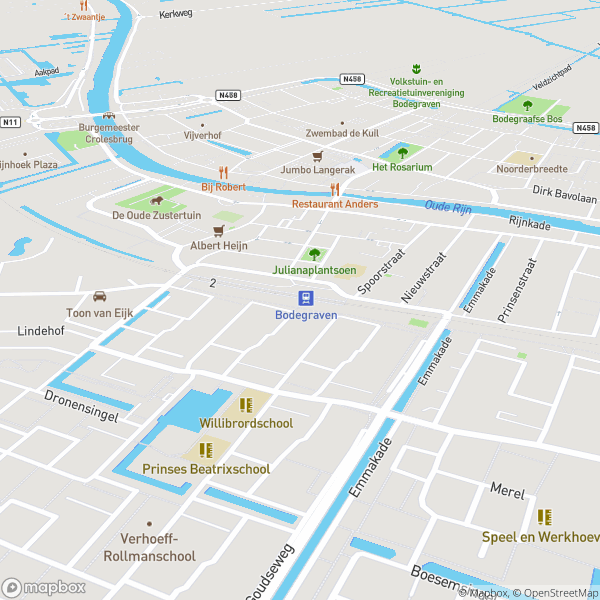 't Zwaantje
Kerkweg
Aakpad
N458
N458
Volkstuin- en
Recreatietuinvereniging
Bodegraven
Veldzichtpad
N11
Burgemeester
Crolesbrug
Vijverhof
Zwembad de Kuil
Bodegraafse Bos
N458
ijnhoek Plaza
Jumbo Langerak
Het Rosarium
Noorderbreedte
Bij Robert
Restaurant Anders
Dirk Bavolaan
De Oude Zustertuin
Oude Rijn
Rijnkade
Albert Heijn
Julianaplantsoen
Spoorstraat
Nieuwstraat
Emmakade
Prinsenstraat
2
Toon van Eijk
Bodegraven
Lindehof
Emmakade
Dronensingel
Willibrordschool
Prinses Beatrixschool
Emmakade
Merel
Verhoeff-
Rollmanschool
Speel en Werkhoev
Goudseweg
mapbox
© Mapbox, © OpenStreetMap